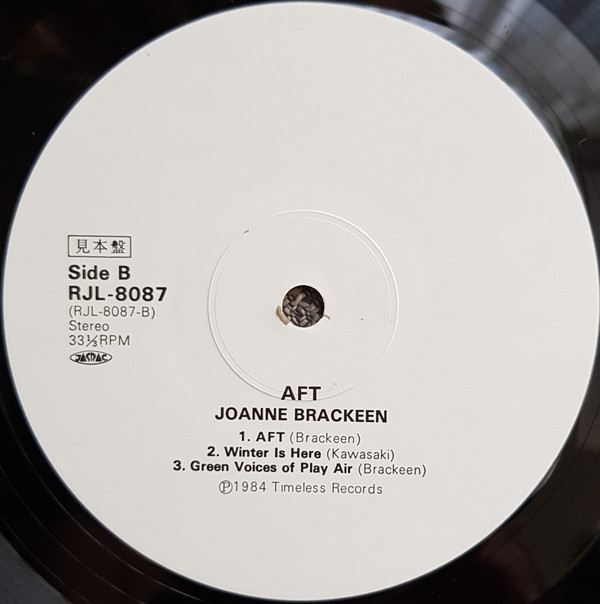 見本盤
Side B
RJL-8087
(RJL-8087-B)
Stereo
33⅓RPM
JASRAC
AFT
JOANNE BRACKEEN
1. AFT (Brackeen)
2. Winter Is Here (Kawasaki)
3. Green Voices of Play Air (Brackeen)
Ⓟ1984 Timeless Records